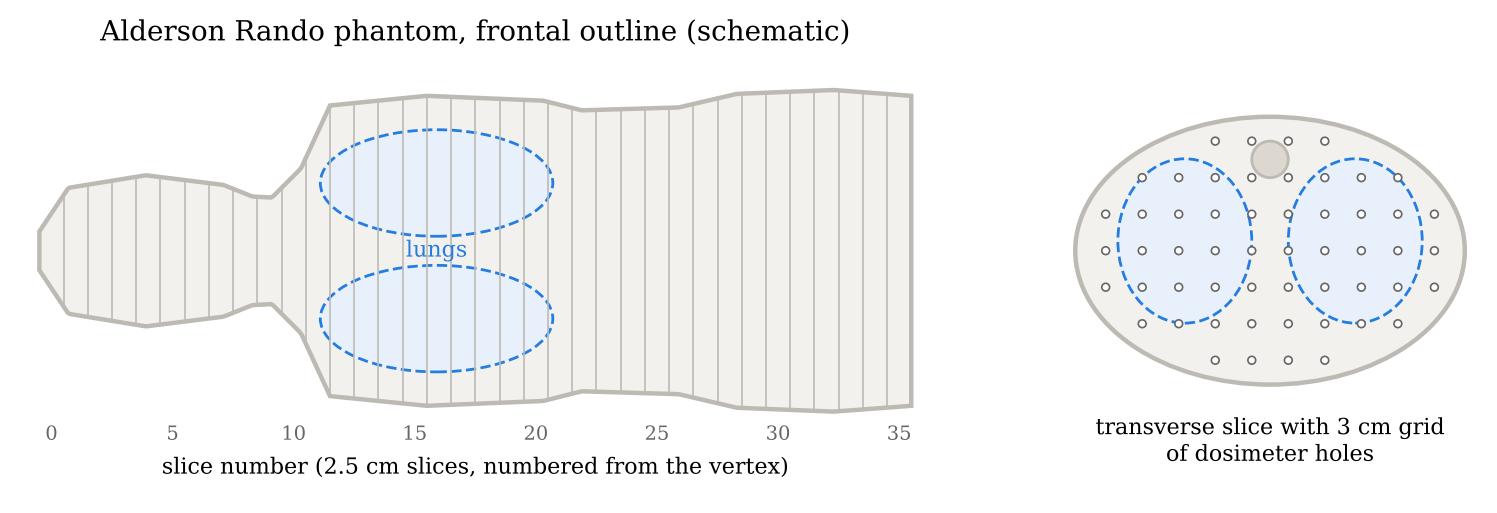 Alderson Rando phantom, frontal outline (schematic)
lungs
0 5 10 15 20 25 30 35
slice number (2.5 cm slices, numbered from the vertex)
transverse slice with 3 cm grid
of dosimeter holes